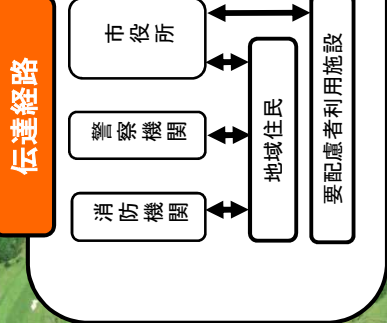 伝達経路
市役所
警察機関
消防機関
地域住民
要配慮者利用施設